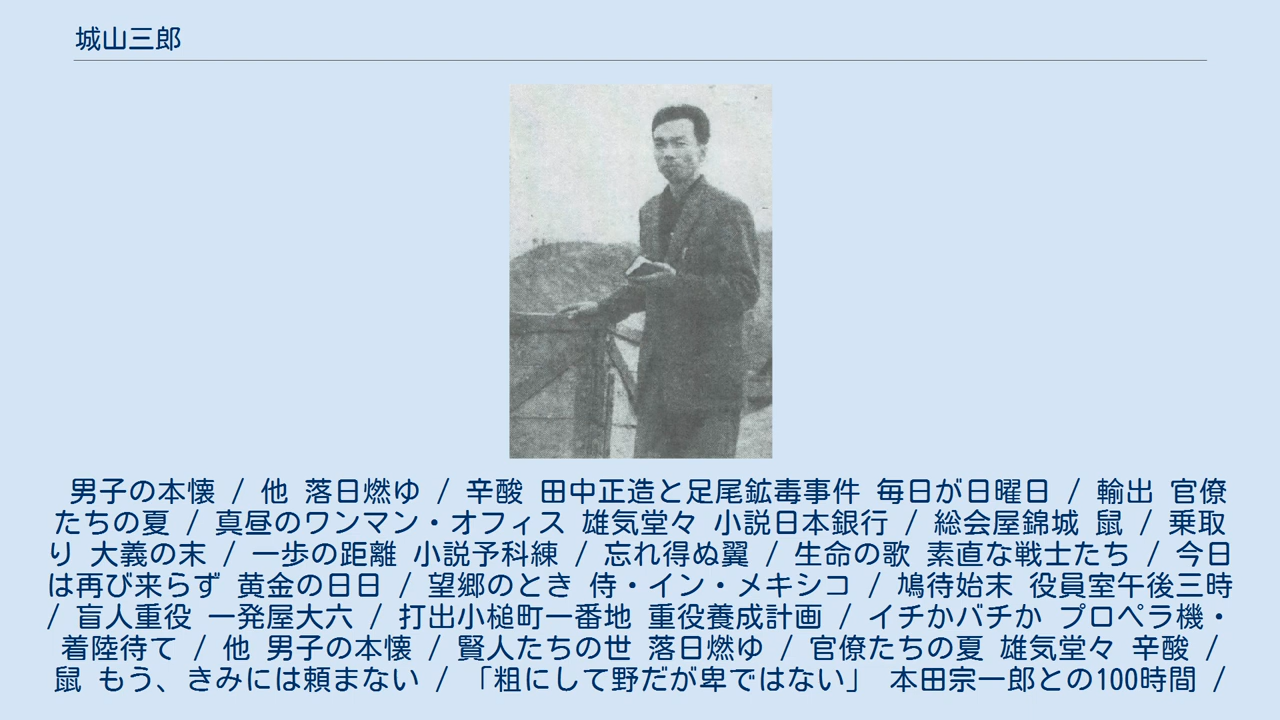 城山三郎
男子の本懐 / 他 落日燃ゆ / 辛酸 田中正造と足尾鉱毒事件 毎日が日曜日 / 輸出 官僚
たちの夏 / 真昼のワンマン・オフィス 雄気堂々 小説日本銀行 / 総会屋錦城 鼠 / 乗取
り 大義の末 / 一歩の距離 小説予科練 / 忘れ得ぬ翼 / 生命の歌 素直な戦士たち / 今日
は再び来らず 黄金の日日 / 望郷のとき 侍・イン・メキシコ / 鳩待始末 役員室午後三時
/ 盲人重役 一発屋大六 / 打出小槌町一番地 重役養成計画 / イチかバチか プロペラ機・
着陸待て / 他 男子の本懐 / 賢人たちの世 落日燃ゆ / 官僚たちの夏 雄気堂々 辛酸 /
鼠 もう、きみには頼まない / 「粗にして野だが卑ではない」 本田宗一郎との100時間 /